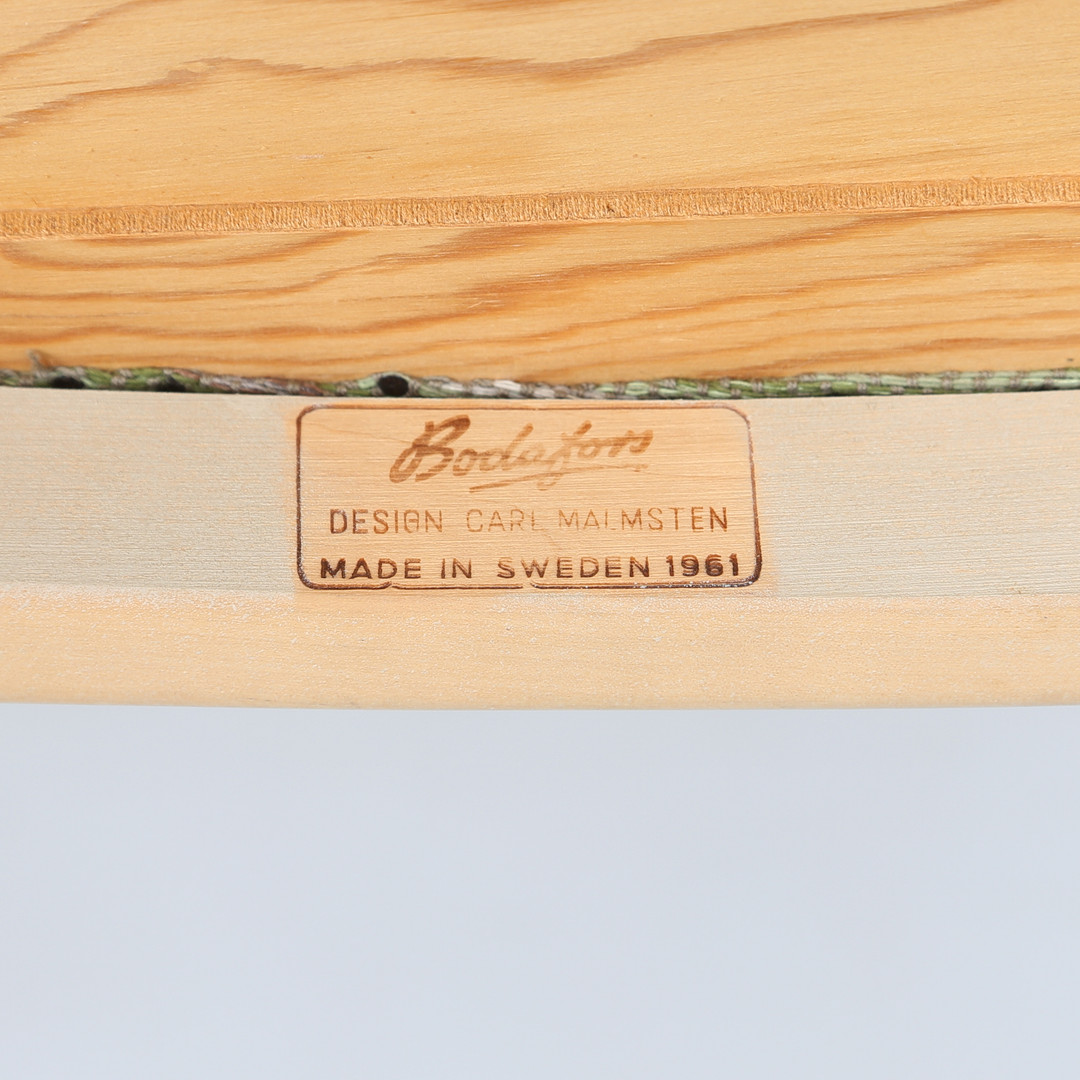 Bodafors
DESIGN CARL MALMSTEN
MADE IN SWEDEN 1961